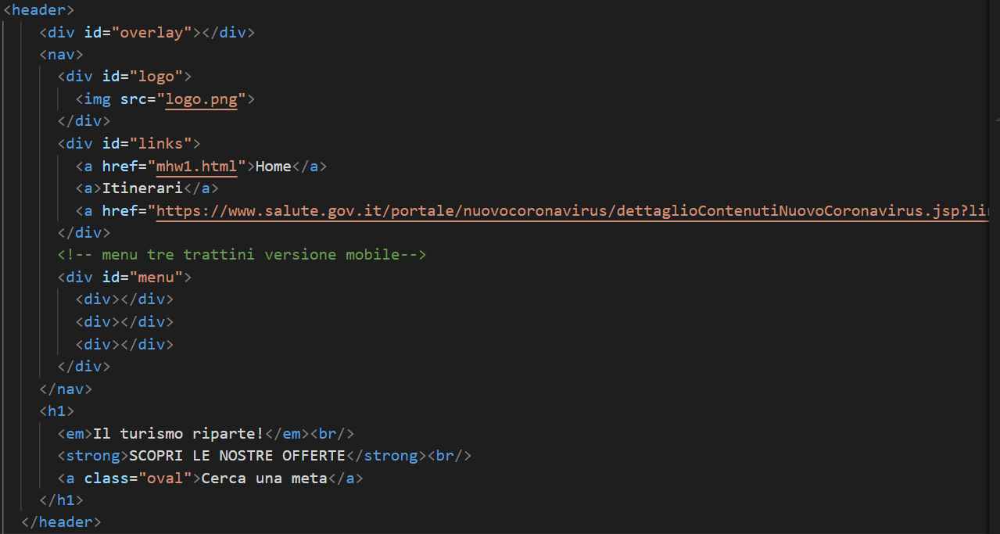 <header>
<div id="overlay"></div>
<nav>
<div id="logo">
<img src="logo.png">
</div>
<div id="links">
<a href="mhw1.html">Home</a>
<a>Itinerari</a>
<a href="https://www.salute.gov.it/portale/nuovocoronavirus/dettaglioContenutiNuovoCoronavirus.jsp?li
</div>
<!-- menu tre trattini versione mobile-->
<div id="menu">
<div></div>
<div></div>
<div></div>
</div>
</nav>
<h1>
<em>Il turismo riparte!</em><br/>
<strong>SCOPRI LE NOSTRE OFFERTE</strong><br/>
<a class="oval">Cerca una meta</a>
</h1>
</header>